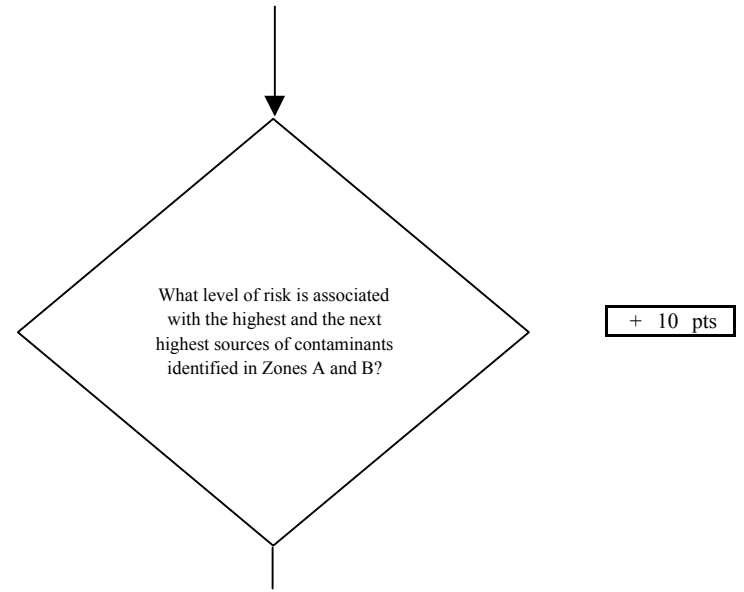 What level of risk is associated
with the highest and the next
highest sources of contaminants
identified in Zones A and B?
+ 10 pts